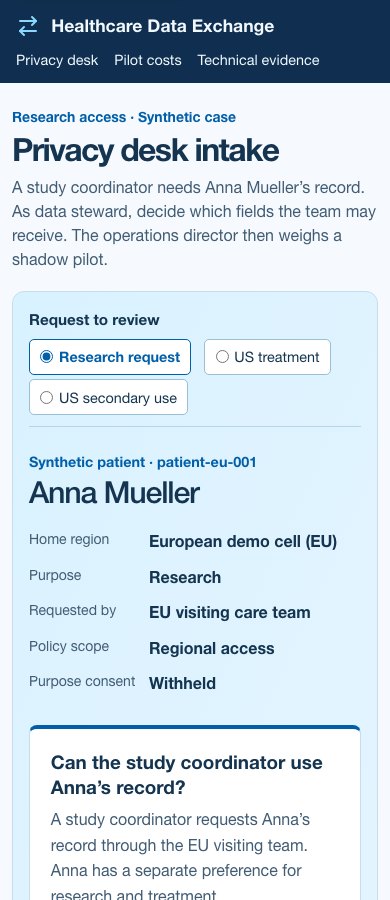 Healthcare Data Exchange
Privacy desk Pilot costs Technical evidence
Research access · Synthetic case
Privacy desk intake
A study coordinator needs Anna Mueller’s record.
As data steward, decide which fields the team may
receive. The operations director then weighs a
shadow pilot.
Request to review
Research request US treatment
US secondary use
Synthetic patient · patient-eu-001
Anna Mueller
Home region European demo cell (EU)
Purpose Research
Requested by EU visiting care team
Policy scope Regional access
Purpose consent Withheld
Can the study coordinator use
Anna’s record?
A study coordinator requests Anna’s
record through the EU visiting team.
Anna has a separate preference for
research and treatment.